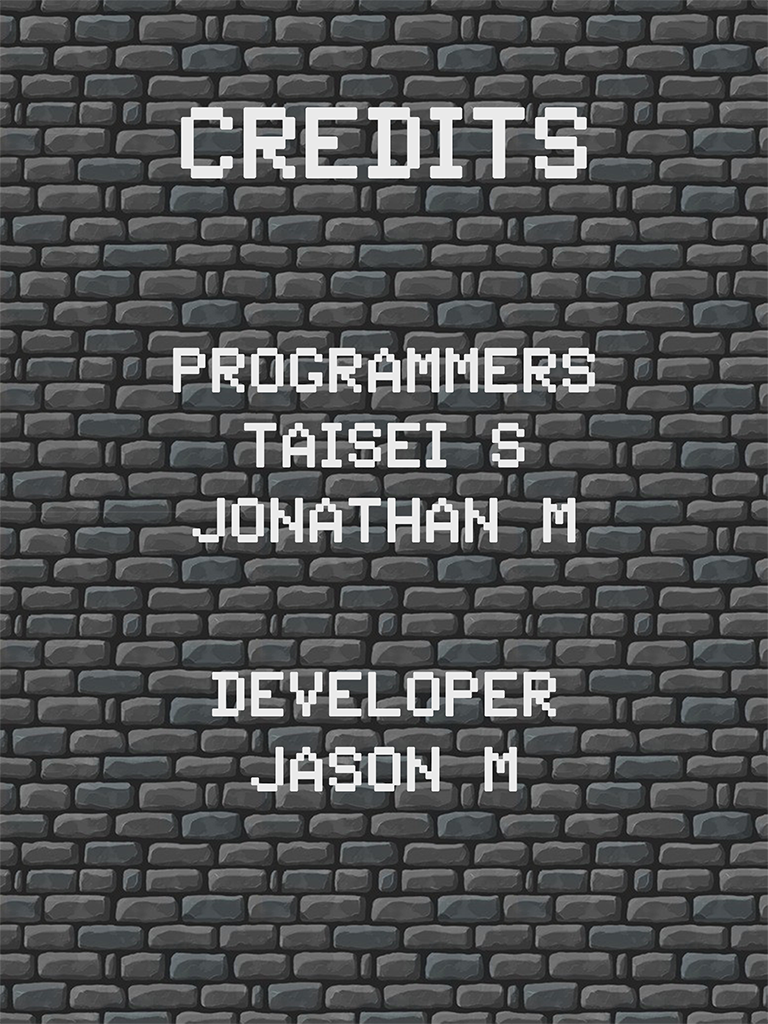 CREDITS
PROGRAMMERS
TAISEI S
JONATHAN M
DEVELOPER
JASON M